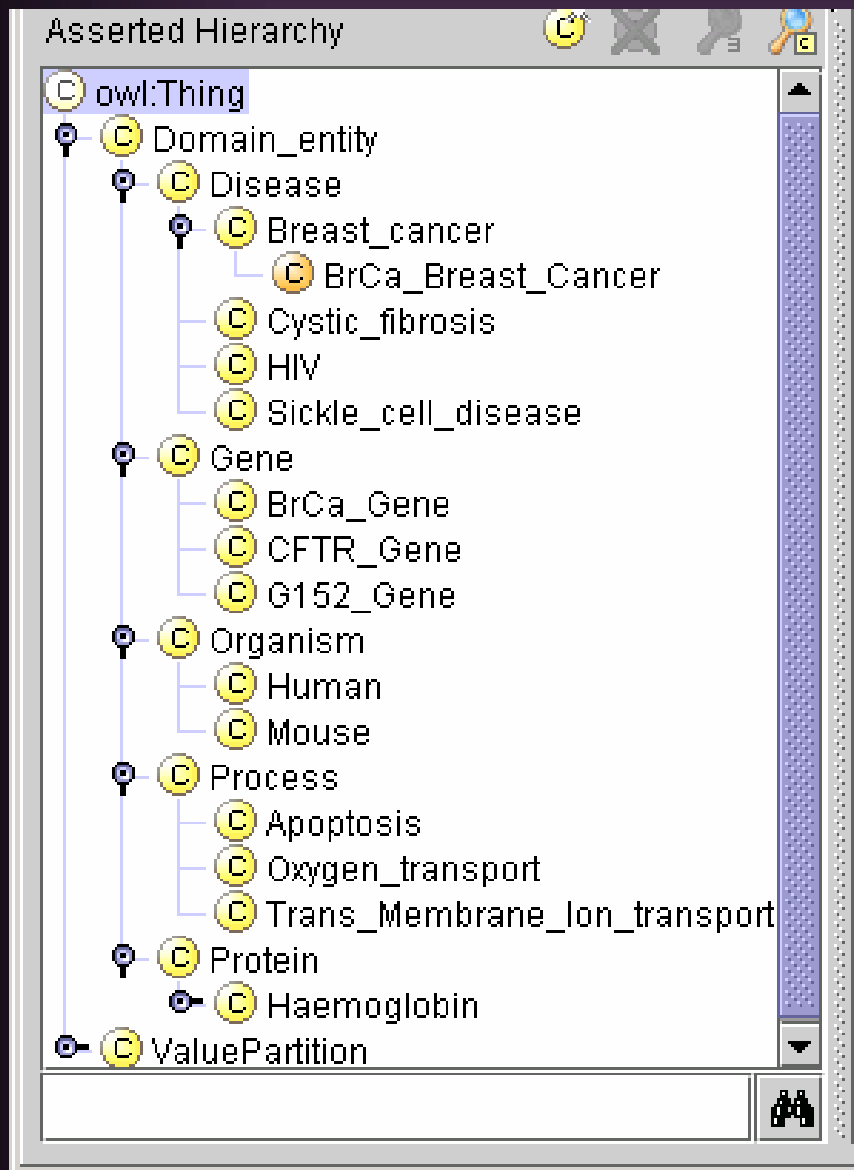 Asserted Hierarchy
owl:Thing
Domain_entity
Disease
Breast_cancer
BrCa_Breast_Cancer
Cystic_fibrosis
HIV
Sickle_cell_disease
Gene
BrCa_Gene
CFTR_Gene
G152_Gene
Organism
Human
Mouse
Process
Apoptosis
Oxygen_transport
Trans_Membrane_Ion_transport
Protein
Haemoglobin
ValuePartition